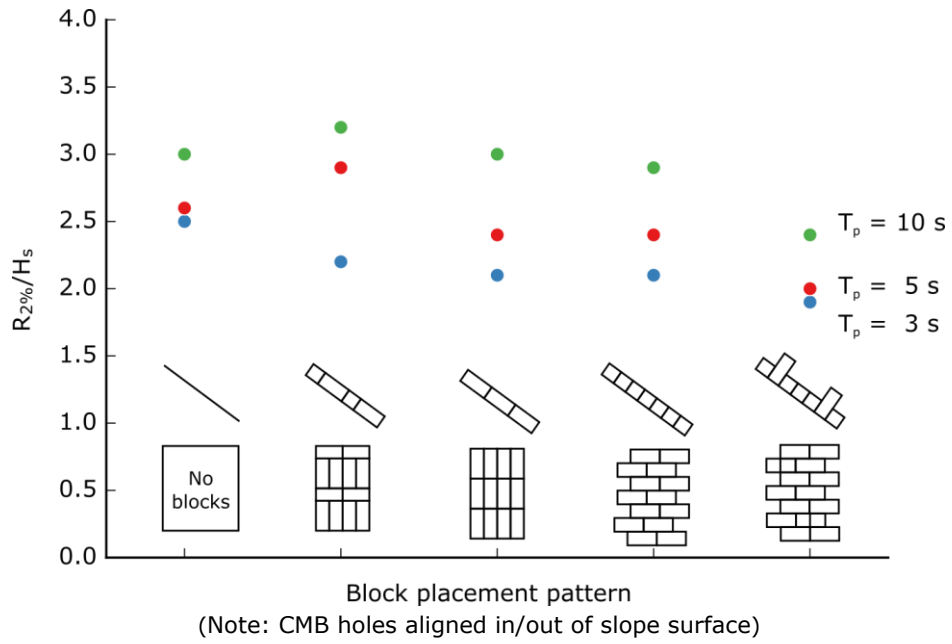 4.0
3.5
3.0
2.5
2.0
1.5
1.0
0.5
0.0
R2%/Hs
Tp = 10 s
Tp = 5 s
Tp = 3 s
No
blocks
Block placement pattern
(Note: CMB holes aligned in/out of slope surface)